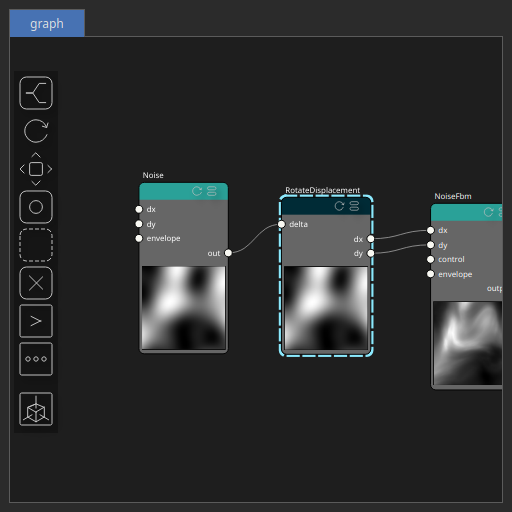 graph
Noise
dx
dy
envelope
out
RotateDisplacement
delta
dx
dy
NoiseFbm
dx
dy
control
envelope
outp